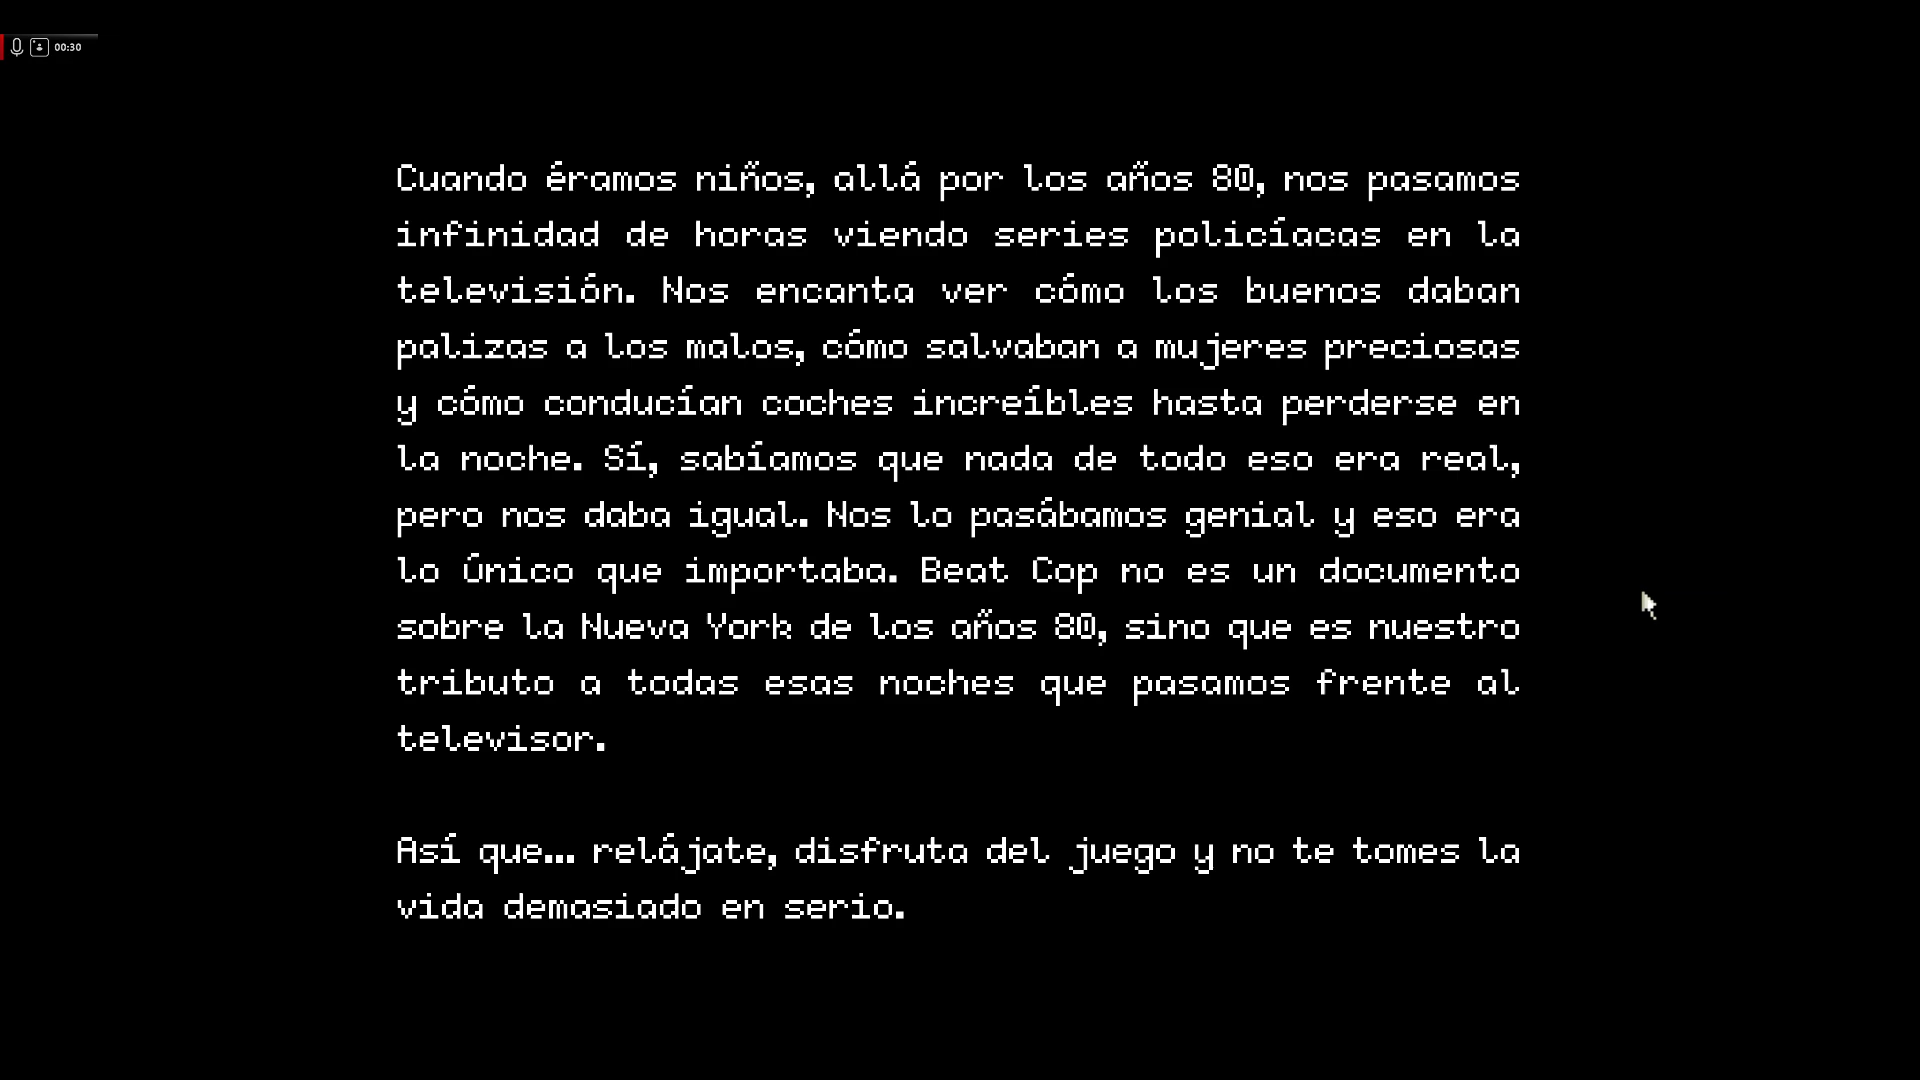 00:30
Cuando éramos niños, allá por los años 80, nos pasamos
infinidad de horas viendo series policíacas en la
televisión. Nos encanta ver cómo los buenos daban
palizas a los malos, cómo salvaban a mujeres preciosas
y cómo conducían coches increíbles hasta perderse en
la noche. Sí, sabíamos que nada de todo eso era real,
pero nos daba igual. Nos lo pasábamos genial y eso era
lo único que importaba. Beat Cop no es un documento
sobre la Nueva York de los años 80, sino que es nuestro
tributo a todas esas noches que pasamos frente al
televisor.
Así que... relájate, disfruta del juego y no te tomes la
vida demasiado en serio.